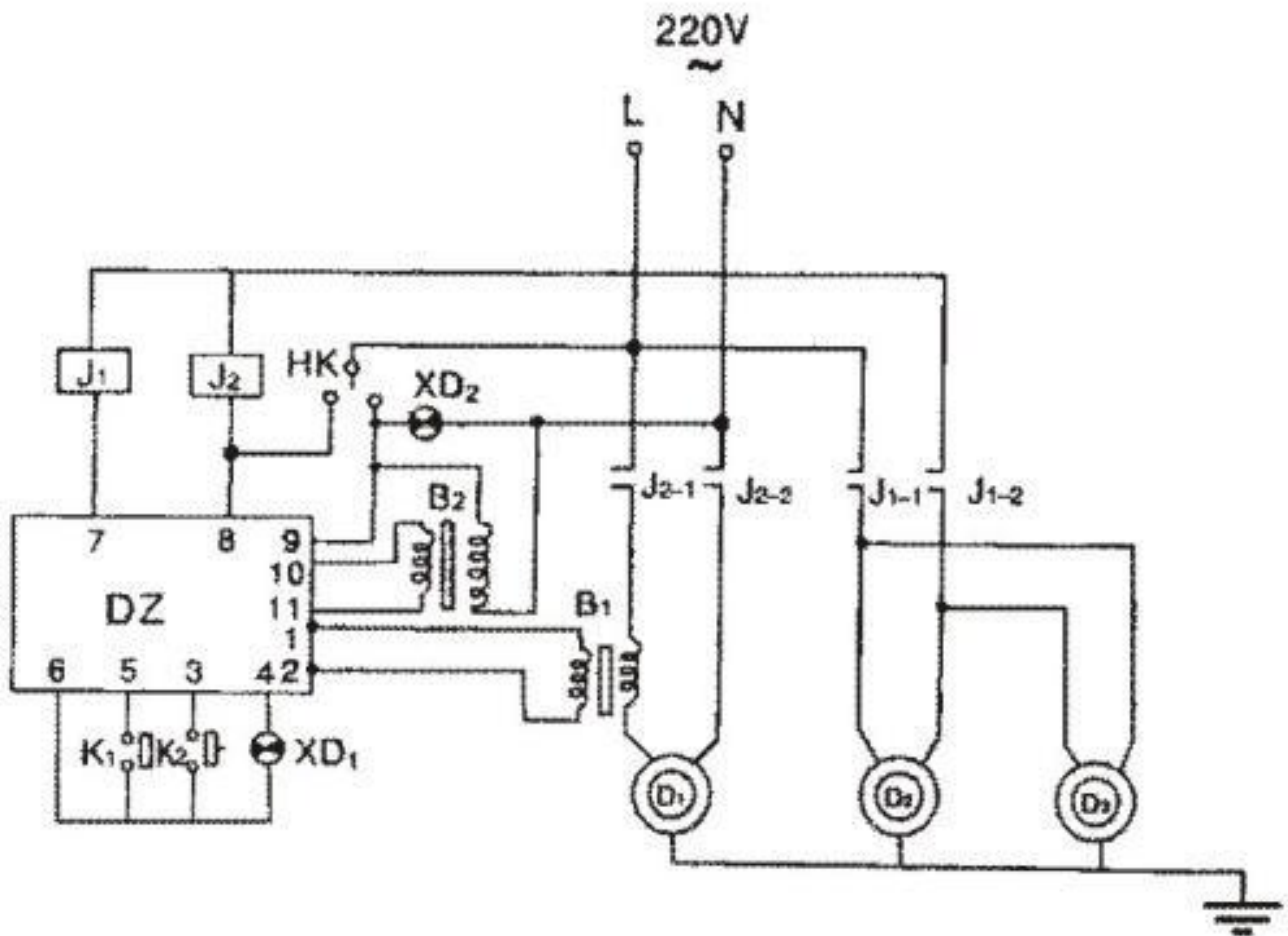 220V
~
L N
J₁ J₂ HK XD₂
J₂₋₁ J₂₋₂ J₁₋₁ J₁₋₂
B₂
7 8 9
10
DZ 11
B₁
1
6 5 3 4 2
K₁ K₂ XD₁
D₁ D₂ D₃